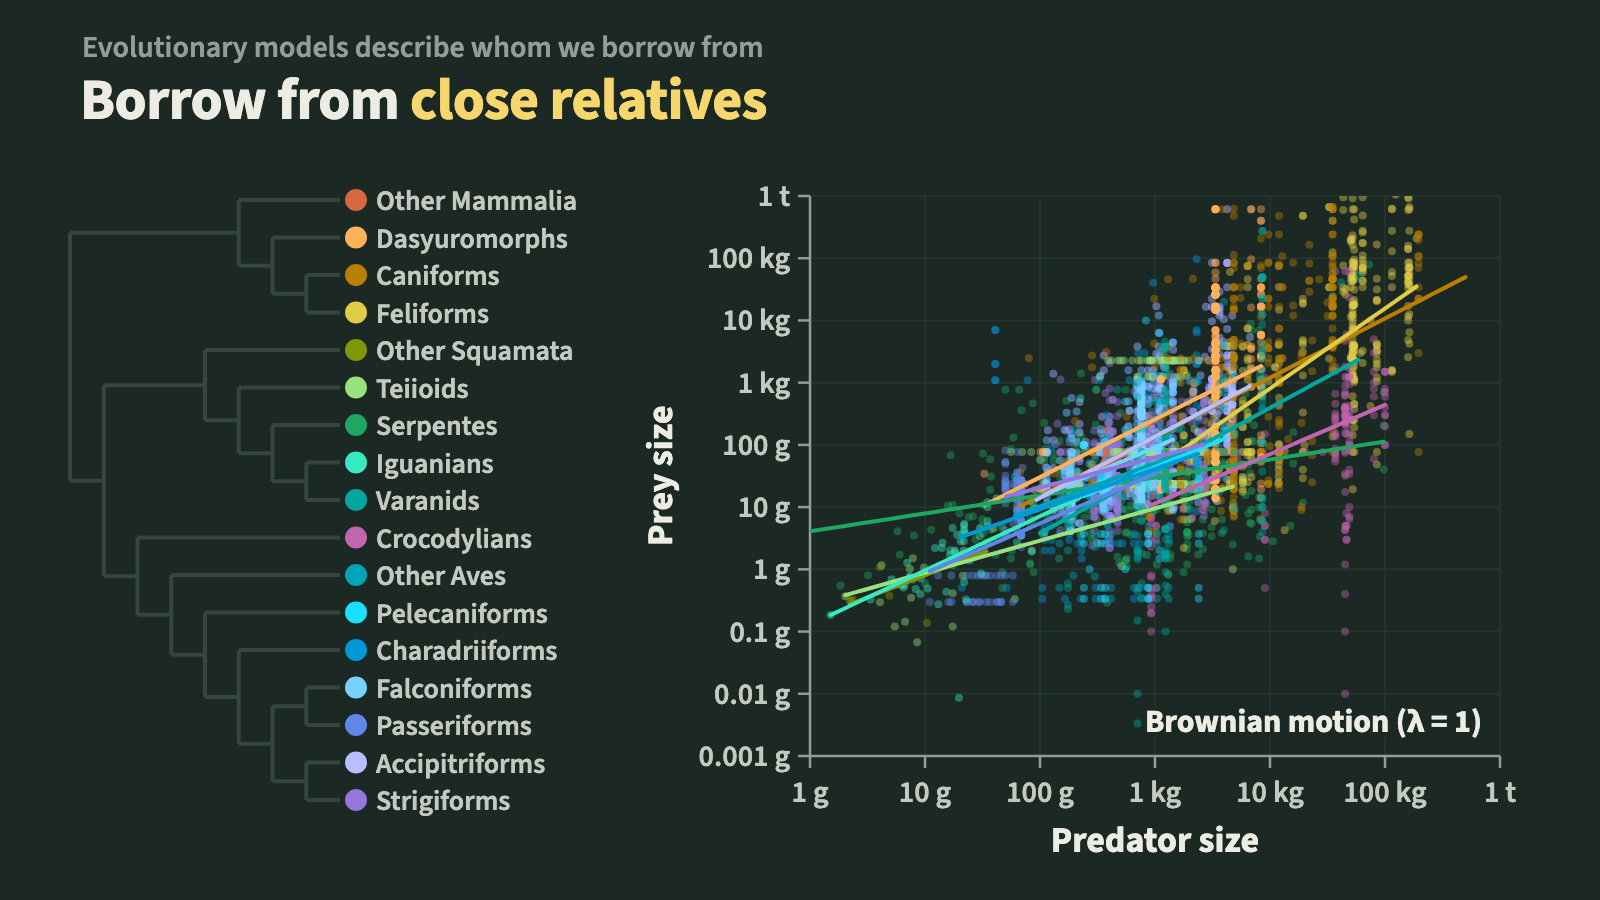 Evolutionary models describe whom we borrow from
Borrow from close relatives
Other Mammalia
Dasyuromorphs
Caniforms
Feliforms
Other Squamata
Teiioids
Serpentes
Iguanians
Varanids
Crocodylians
Other Aves
Pelecaniforms
Charadriiforms
Falconiforms
Passeriforms
Accipitriforms
Strigiforms
Prey size
1 t
100 kg
10 kg
1 kg
100 g
10 g
1 g
0.1 g
0.01 g
0.001 g
Brownian motion (λ = 1)
1 g
10 g
100 g
1 kg
10 kg
100 kg
1 t
Predator size